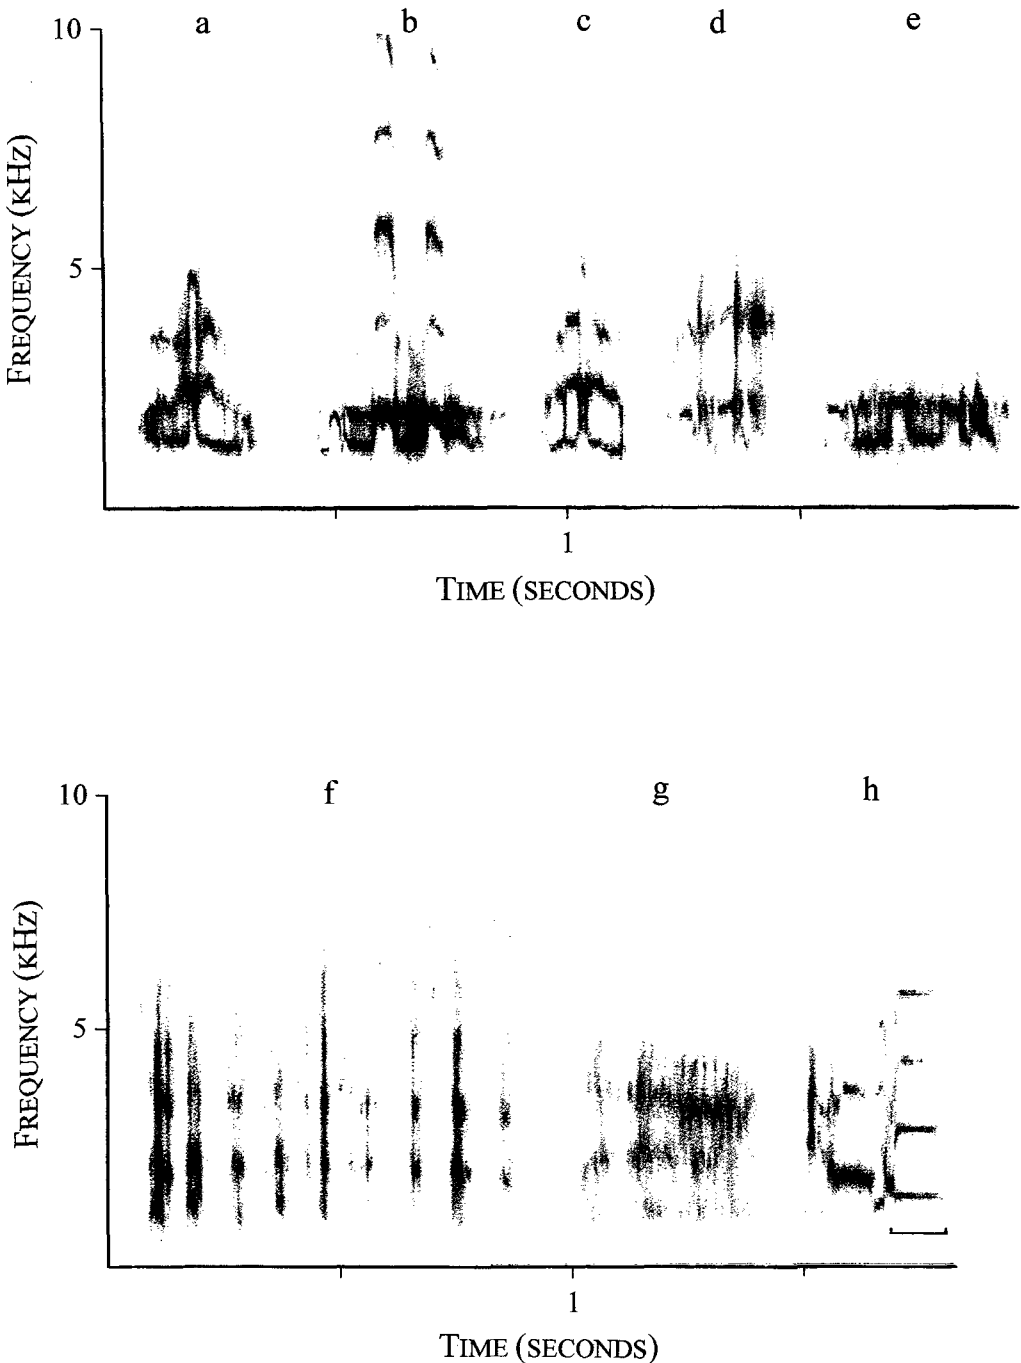 a b c d e
10
5
FREQUENCY (KHZ)
1
TIME (SECONDS)
f g h
10
5
FREQUENCY (KHZ)
1
TIME (SECONDS)